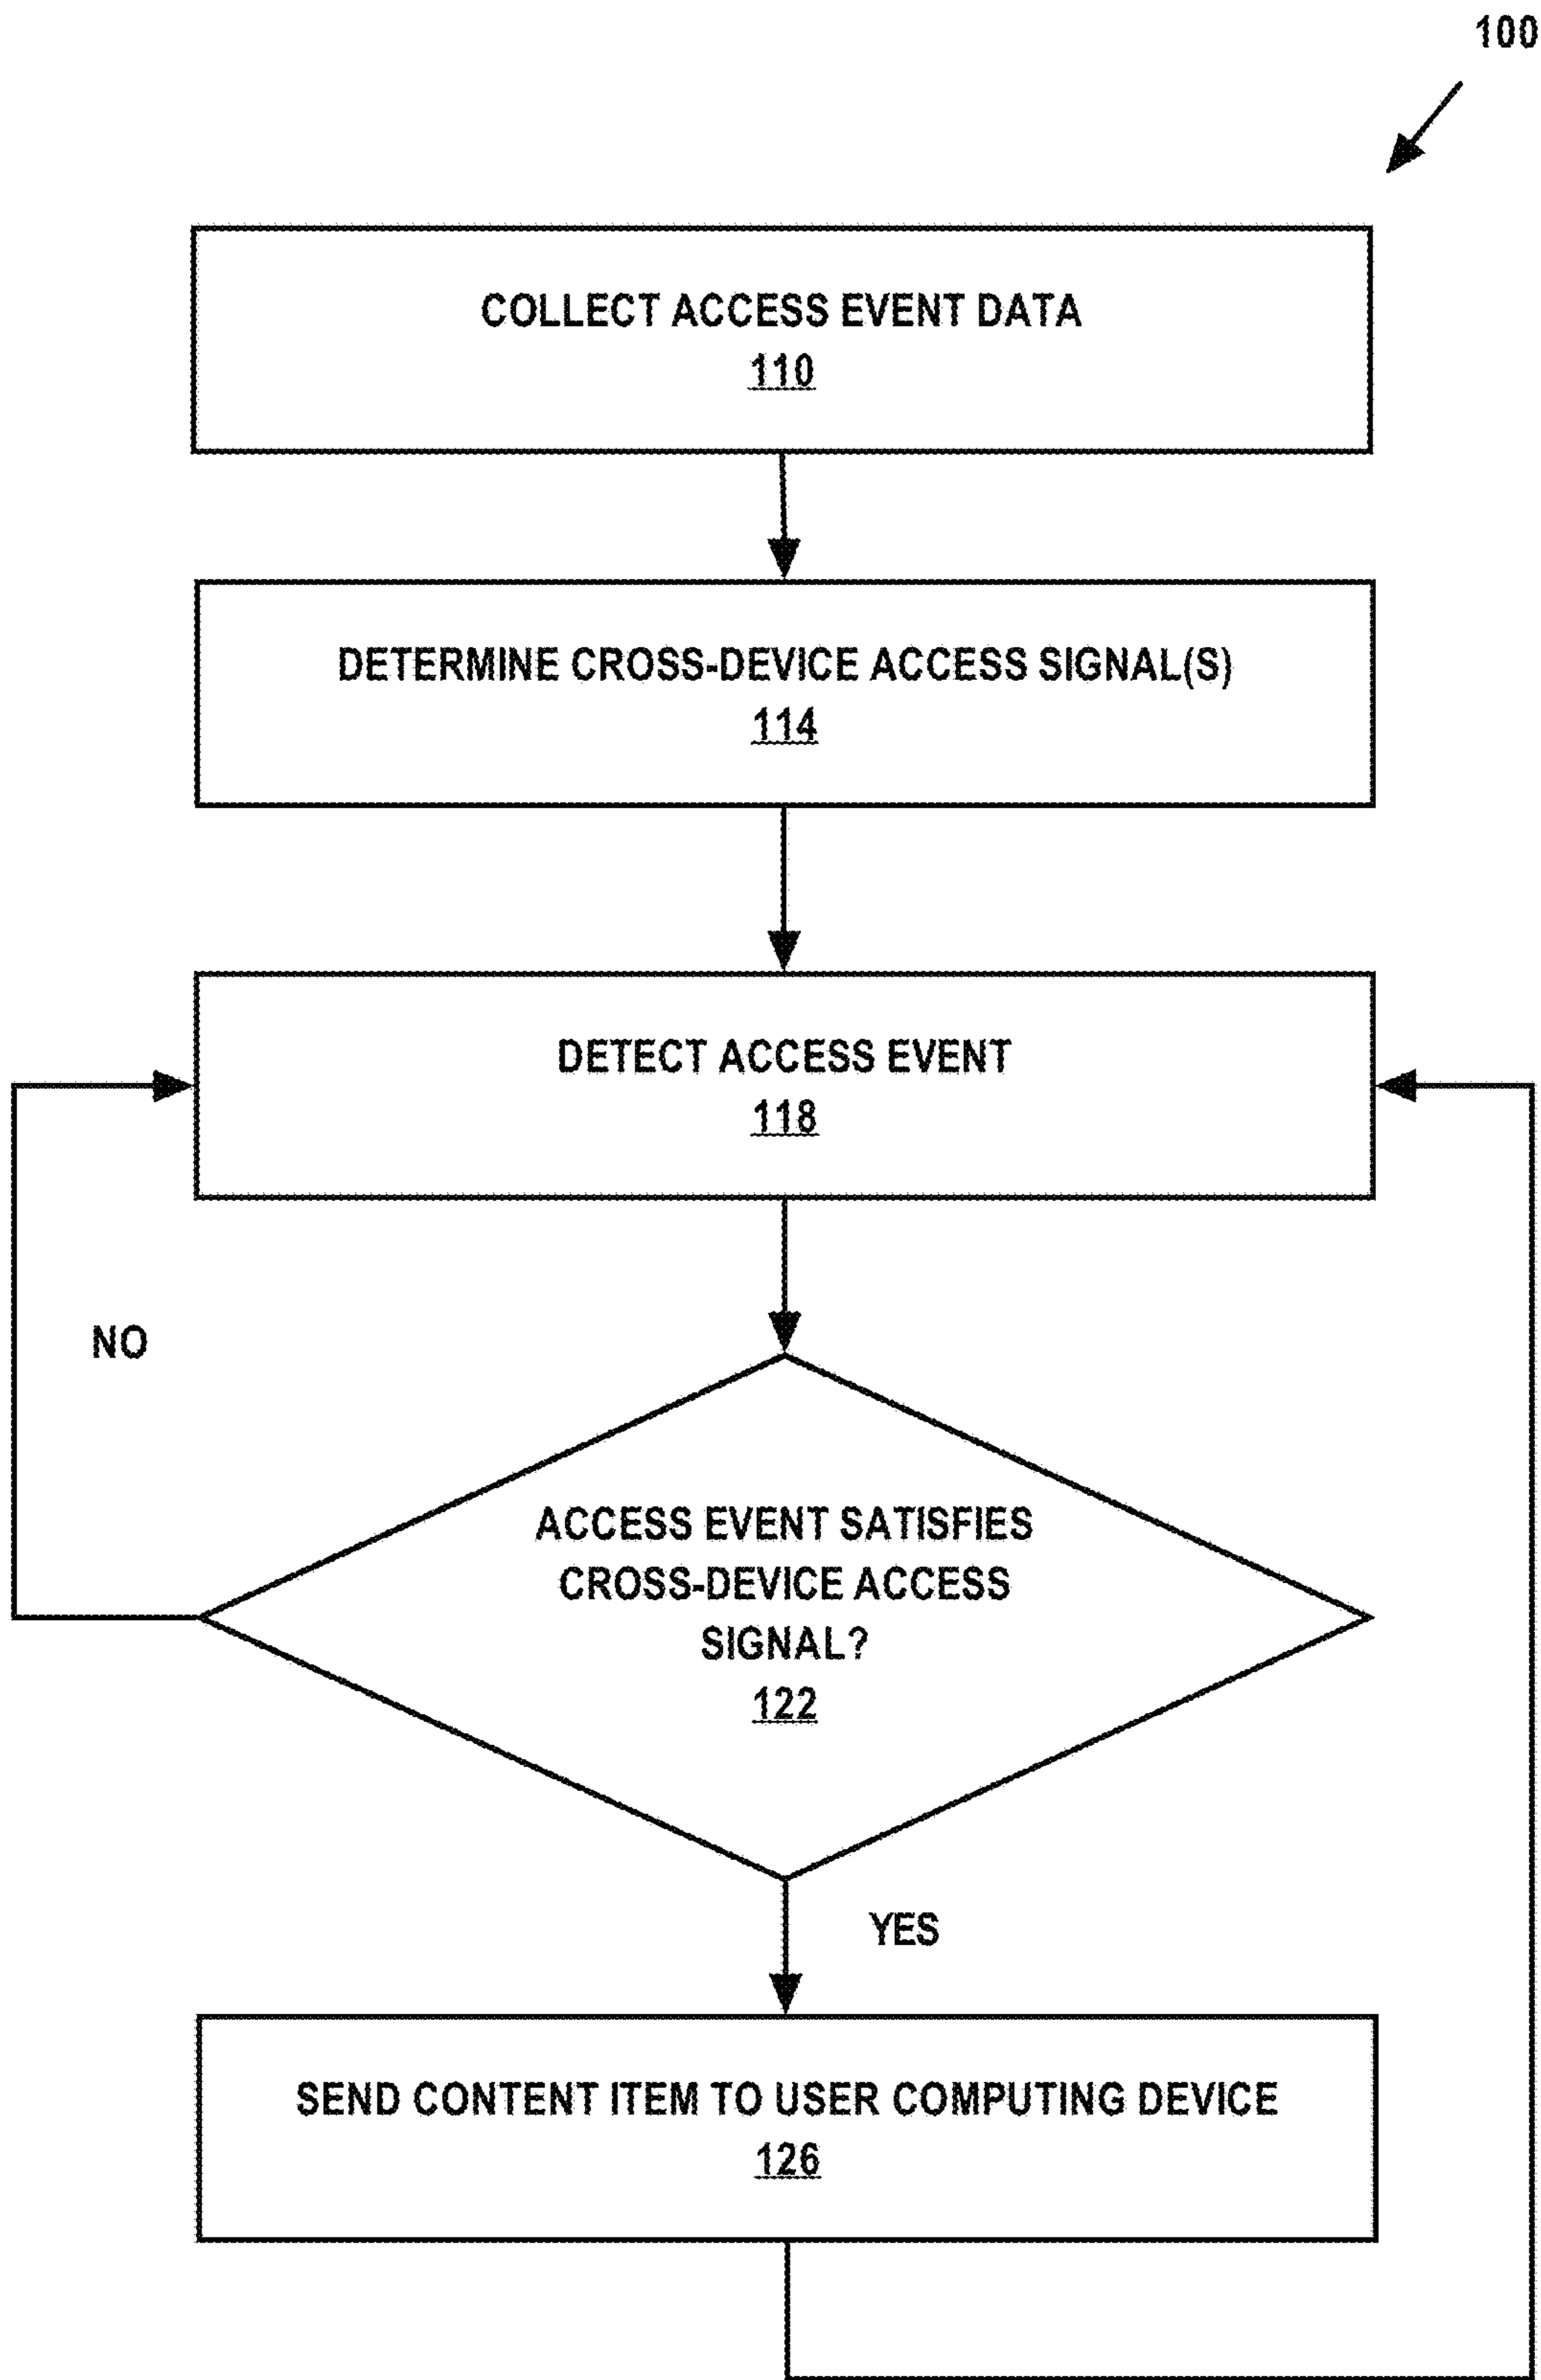 100
COLLECT ACCESS EVENT DATA
110
DETERMINE CROSS-DEVICE ACCESS SIGNAL(S)
114
DETECT ACCESS EVENT
118
NO
ACCESS EVENT SATISFIES
CROSS-DEVICE ACCESS
SIGNAL?
122
YES
SEND CONTENT ITEM TO USER COMPUTING DEVICE
126